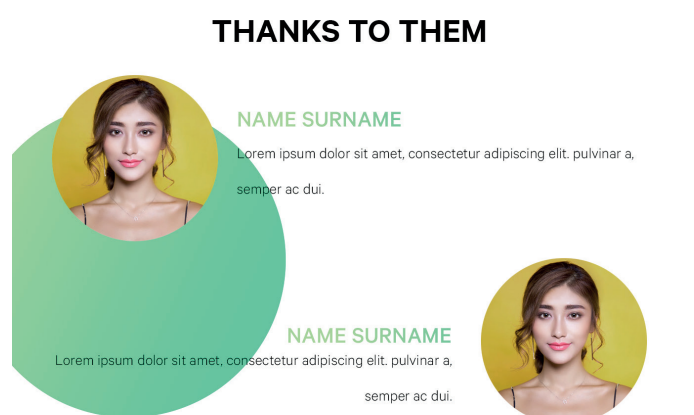 THANKS TO THEM
NAME SURNAME
Lorem ipsum dolor sit amet, consectetur adipiscing elit. pulvinar a,
semper ac dui.
NAME SURNAME
Lorem ipsum dolor sit amet, consectetur adipiscing elit. pulvinar a,
semper ac dui.